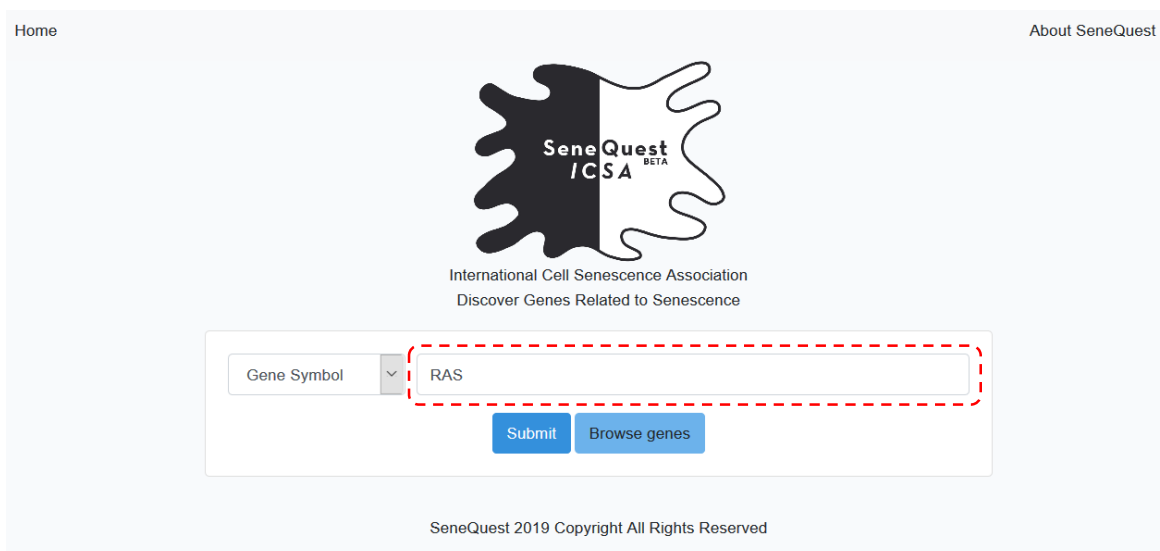 Home
About SeneQuest
SeneQuest
BETA
ICSA
International Cell Senescence Association
Discover Genes Related to Senescence
Gene Symbol
RAS
Submit
Browse genes
SeneQuest 2019 Copyright All Rights Reserved